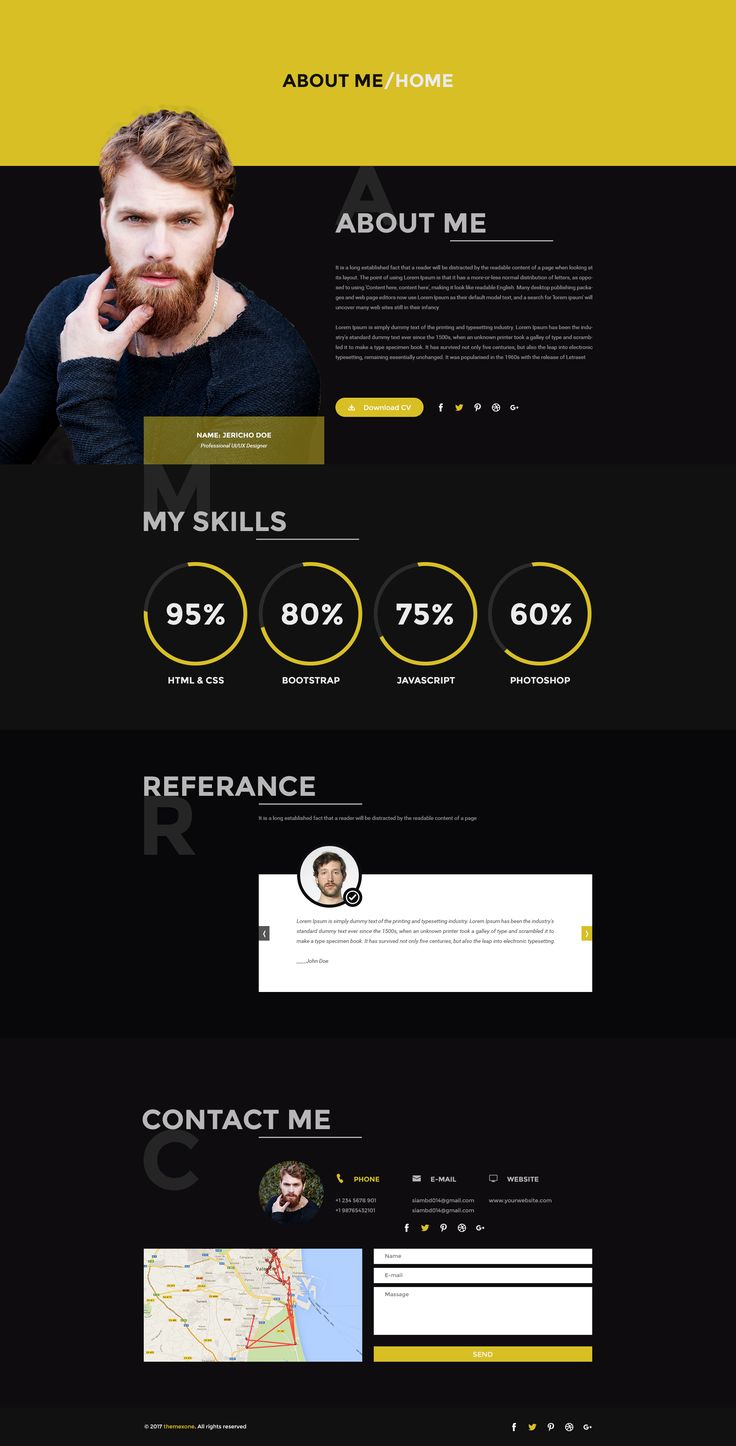 ABOUT ME/HOME
A
ABOUT ME
It is a long established fact that a reader will be distracted by the readable content of a page when looking at
its layout. The point of using Lorem Ipsum is that it has a more-or-less normal distribution of letters, as oppo-
sed to using 'Content here, content here', making it look like readable English. Many desktop publishing packa-
ges and web page editors now use Lorem Ipsum as their default modal text, and a search for 'lorem ipsum' will
uncover many web sites still in their infancy
Lorem Ipsum is simply dummy text of the printing and typesetting industry. Lorem Ipsum has been the indu-
stry's standard dummy text ever since the 1500s, when an unknown printer took a galley of type and scramb-
led it to make a type specimen book. It has survived not only five centuries, but also the leap into electronic
typesetting, remaining essentially unchanged. It was popularised in the 1960s with the release of Letraset
Download CV
NAME: JERICHO DOE
Professional UI/UX Designer
M
MY SKILLS
95% 80% 75% 60%
HTML & CSS BOOTSTRAP JAVASCRIPT PHOTOSHOP
REFERANCE
R
It is a long established fact that a reader will be distracted by the readable content of a page
Lorem Ipsum is simply dummy text of the printing and typesetting industry. Lorem Ipsum has been the industry's
standard dummy text ever since the 1500s, when an unknown printer took a galley of type and scrambled it to
make a type specimen book. It has survived not only five centuries, but also the leap into electronic typesetting.
___John Doe
CONTACT ME
C
PHONE E-MAIL WEBSITE
+1 234 5678 901 siambd014@gmail.com www.yourwebsite.com
+1 98765432101 siambd014@gmail.com
Name
E-mail
Massage
SEND
© 2017 themexone. All rights reserved